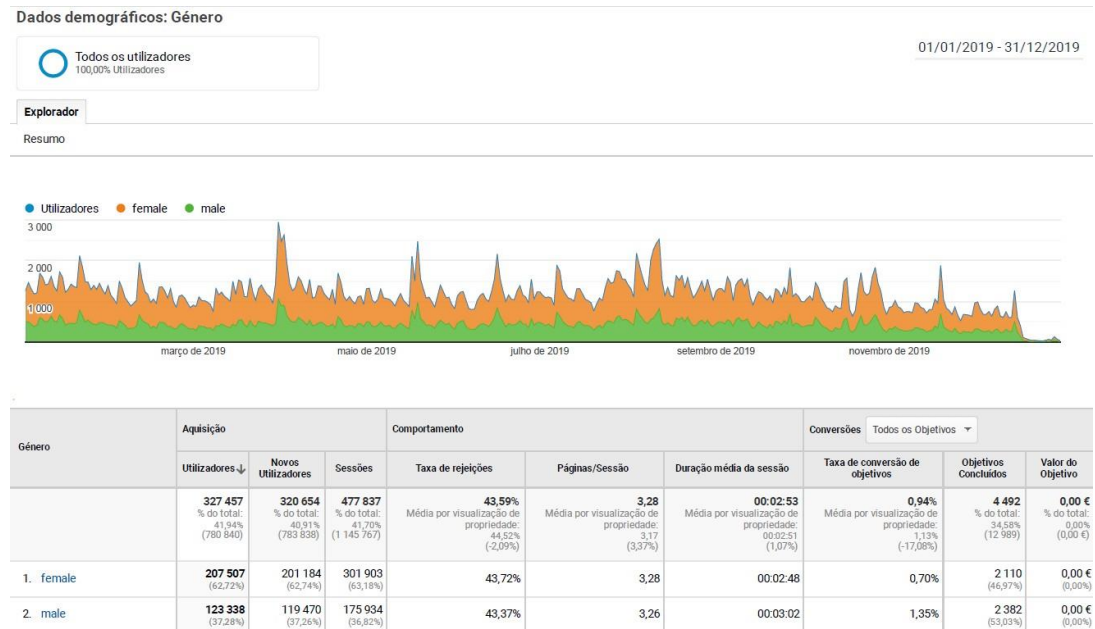 Dados demográficos: Género
Todos os utilizadores
100,00% Utilizadores
01/01/2019 - 31/12/2019
Explorador
Resumo
Utilizadores female male
3 000
2 000
1 000
março de 2019 maio de 2019 julho de 2019 setembro de 2019 novembro de 2019
Género
Aquisição Comportamento Conversões Todos os Objetivos
Utilizadores Novos Utilizadores Sessões Taxa de rejeições Páginas/Sessão Duração média da sessão Taxa de conversão de objetivos Objetivos Concluídos Valor do Objetivo
327 457 320 654 477 837 43,59% 3,28 00:02:53 0,94% 4 492 0,00 €
% do total: % do total: % do total: Média por visualização de Média por visualização de Média por visualização de Média por visualização de % do total: % do total:
41,94% 40,91% 41,70% propriedade: propriedade: propriedade: propriedade: 34,58% 0,00%
(780 840) (783 838) (1 145 767) 44,52% 3,17 00:02:51 1,13% (12 989) (0,00 €)
(-2,09%) (3,37%) (1,07%) (-17,08%)
1. female 207 507 201 184 301 903 43,72% 3,28 00:02:48 0,70% 2 110 0,00 €
(62,72%) (62,74%) (63,18%) (46,97%) (0,00%)
2. male 123 338 119 470 175 934 43,37% 3,26 00:03:02 1,35% 2 382 0,00 €
(37,28%) (37,26%) (36,82%) (53,03%) (0,00%)